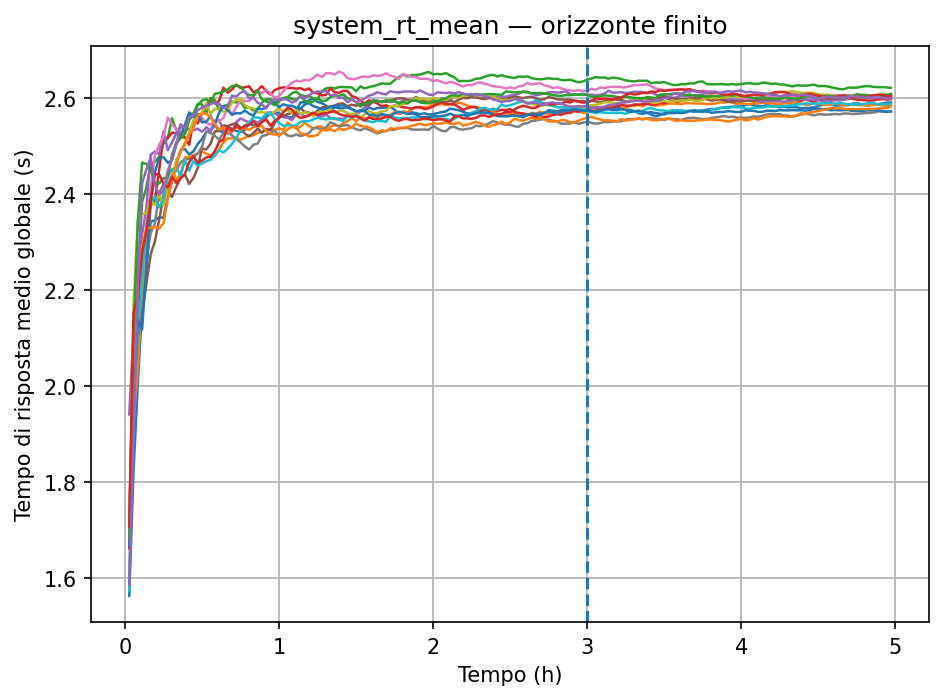 system_rt_mean — orizzonte finito
Tempo di risposta medio globale (s)
2.6
2.4
2.2
2.0
1.8
1.6
0 1 2 3 4 5
Tempo (h)